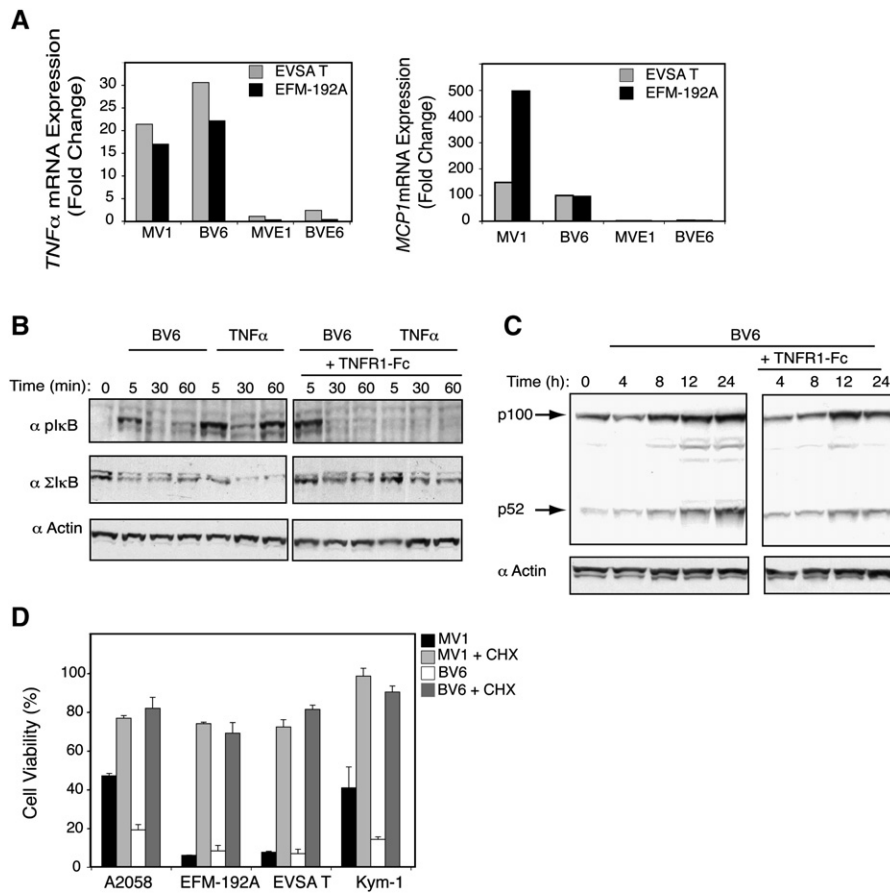 A
TNFα mRNA Expression
(Fold Change)
30
25
20
15
10
5
0
EVSA T
EFM-192A
MV1 BV6 MVE1 BVE6
MCP1mRNA Expression
(Fold Change)
500
400
300
200
100
0
EVSA T
EFM-192A
MV1 BV6 MVE1 BVE6
B
BV6 TNFα BV6 TNFα
+ TNFR1-Fc
Time (min): 0 5 30 60 5 30 60 5 30 60 5 30 60
α pIκB
α ΣIκB
α Actin
C
BV6
+ TNFR1-Fc
Time (h): 0 4 8 12 24 4 8 12 24
p100
p52
α Actin
D
Cell Viability (%)
100
80
60
40
20
0
MV1
MV1 + CHX
BV6
BV6 + CHX
A2058 EFM-192A EVSA T Kym-1